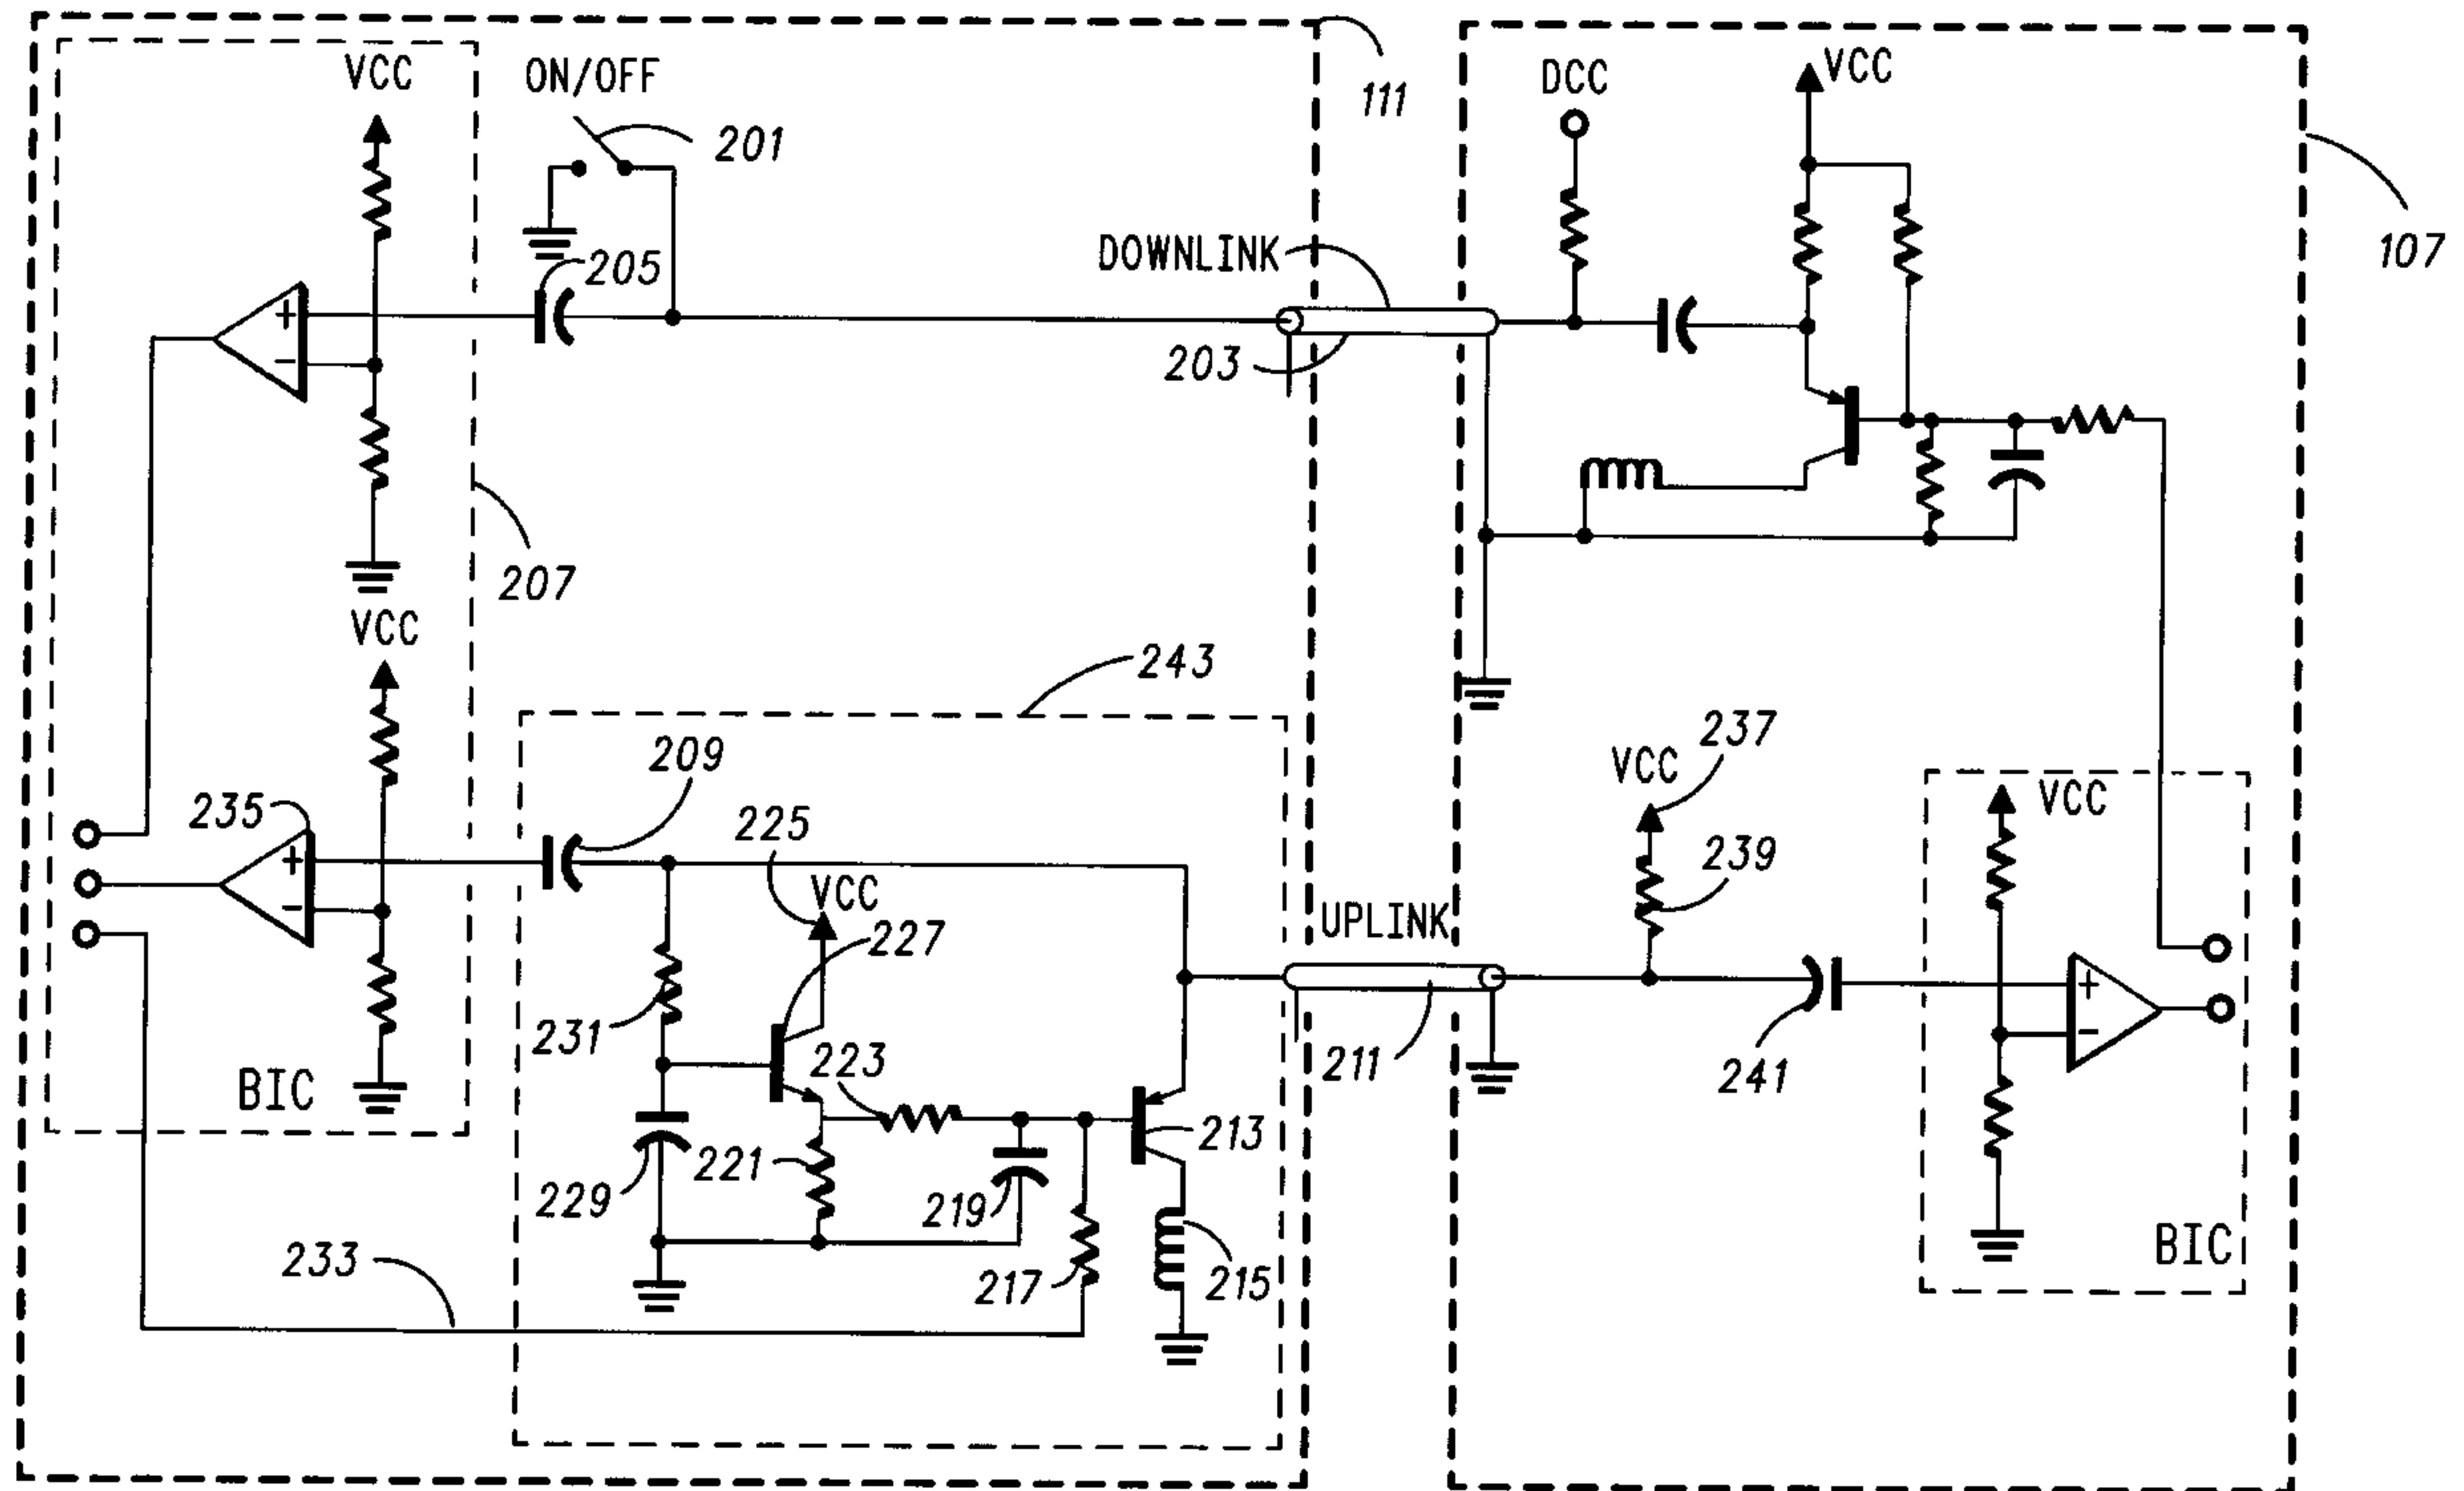 VCC
ON/OFF
201
111
DCC
VCC
107
205
DOWNLINK
203
+
−
207
VCC
243
209
237
VCC
239
VCC
235
225
VCC
227
UPLINK
+
−
231
223
211
241
+
−
BIC
213
221
229
219
233
217
215
BIC